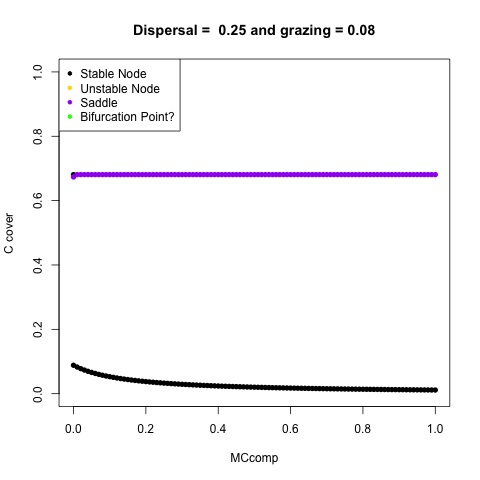 Dispersal =  0.25 and grazing = 0.08
Stable Node
Unstable Node
Saddle
Bifurcation Point?
1.0
0.8
0.6
0.4
0.2
0.0
C cover
0.0 0.2 0.4 0.6 0.8 1.0
MCcomp